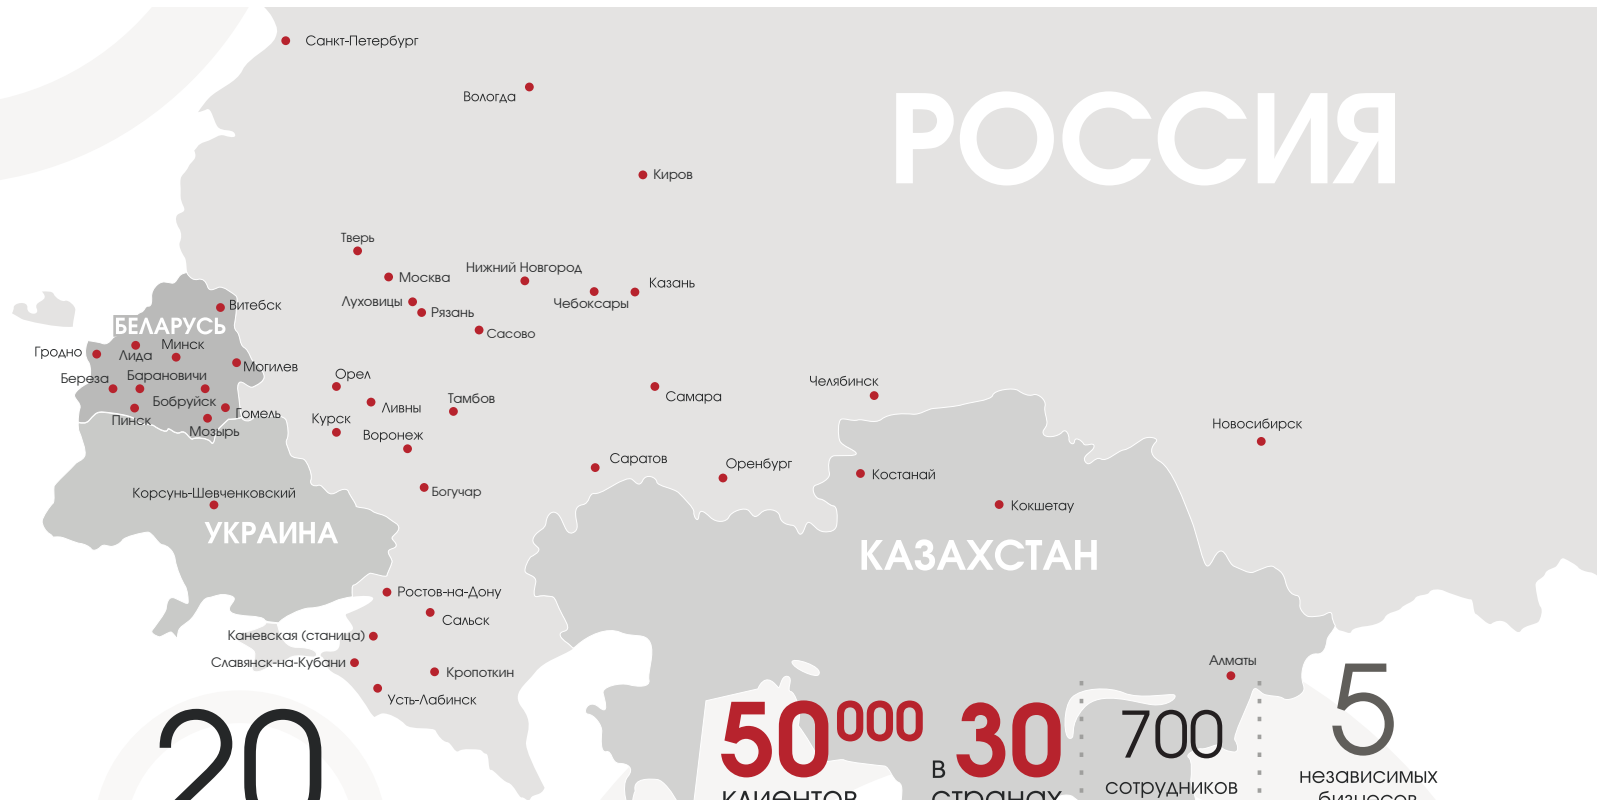 Санкт-Петербург
Вологда
РОССИЯ
Киров
Тверь
Москва
Нижний Новгород
Казань
Чебоксары
Луховицы
Рязань
Сасово
Витебск
БЕЛАРУСЬ
Гродно
Лида
Минск
Могилев
Береза
Барановичи
Бобруйск
Гомель
Пинск
Мозырь
Орел
Ливны
Тамбов
Курск
Воронеж
Самара
Челябинск
Новосибирск
Саратов
Оренбург
Костанай
Богучар
Кокшетау
Корсунь-Шевченковский
УКРАИНА
КАЗАХСТАН
Ростов-на-Дону
Сальск
Каневская (станица)
Славянск-на-Кубани
Кропоткин
Усть-Лабинск
Алматы
20
50000
клиентов
в 30
странах
700
сотрудников
5
независимых
бизнесов